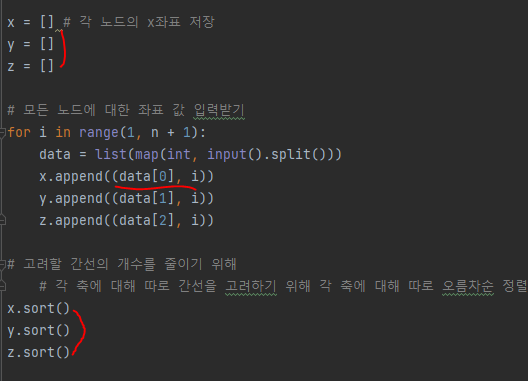 x = [] # 각 노드의 x좌표 저장
y = []
z = []
# 모든 노드에 대한 좌표 값 입력받기
for i in range(1, n + 1):
data = list(map(int, input().split()))
x.append((data[0], i))
y.append((data[1], i))
z.append((data[2], i))
# 고려할 간선의 개수를 줄이기 위해
# 각 축에 대해 따로 간선을 고려하기 위해 각 축에 대해 따로 오름차순 정렬
x.sort()
y.sort()
z.sort()